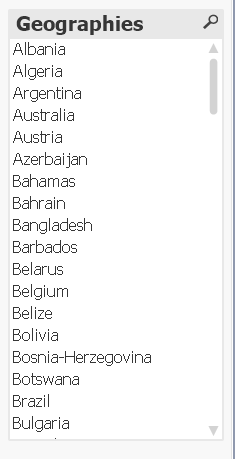 Geographies
Albania
Algeria
Argentina
Australia
Austria
Azerbaijan
Bahamas
Bahrain
Bangladesh
Barbados
Belarus
Belgium
Belize
Bolivia
Bosnia-Herzegovina
Botswana
Brazil
Bulgaria